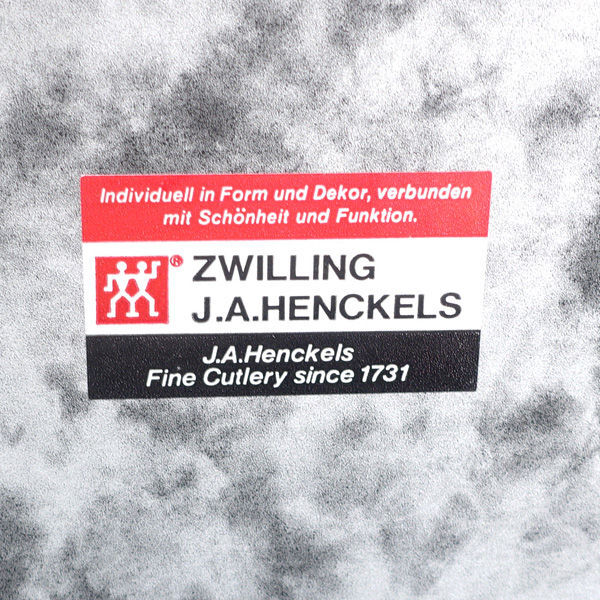 Individuell in Form und Dekor, verbunden
mit Schönheit und Funktion.
® ZWILLING
J.A.HENCKELS
J.A.Henckels
Fine Cutlery since 1731